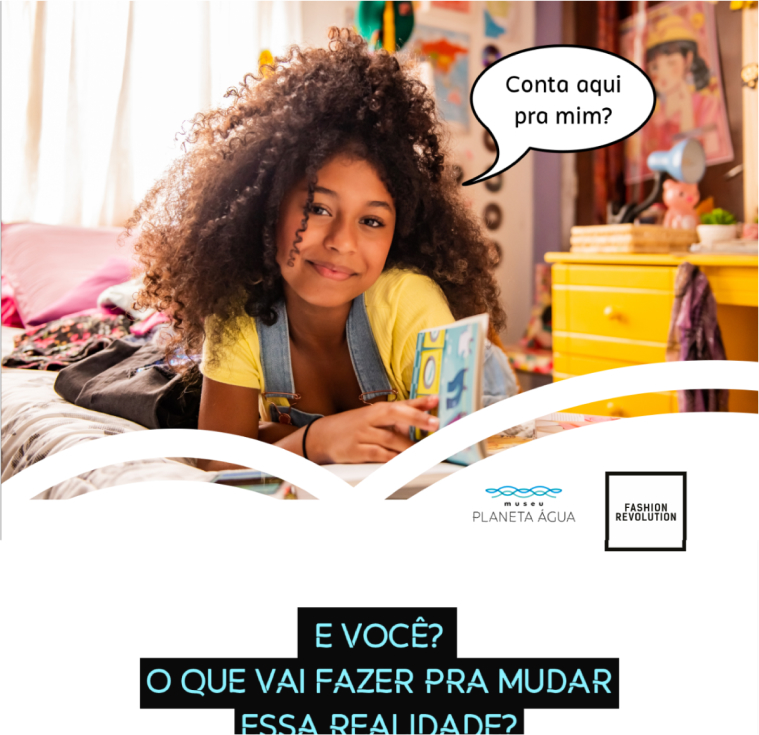 Conta aqui
pra mim?
museu
PLANETA ÁGUA
FASHION
REVOLUTION
E VOCÊ?
O QUE VAI FAZER PRA MUDAR
ESSA REALIDADE?